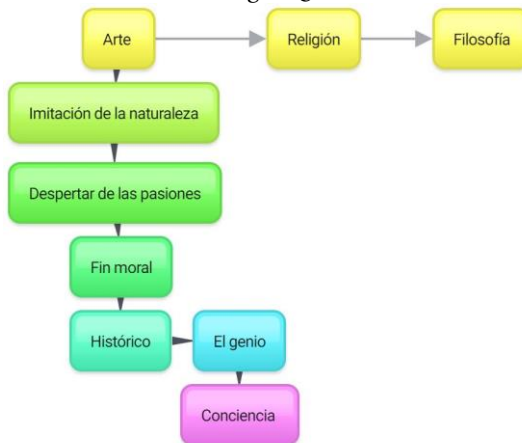 Arte
Religión
Filosofía
Imitación de la naturaleza
Despertar de las pasiones
Fin moral
Histórico
El genio
Conciencia